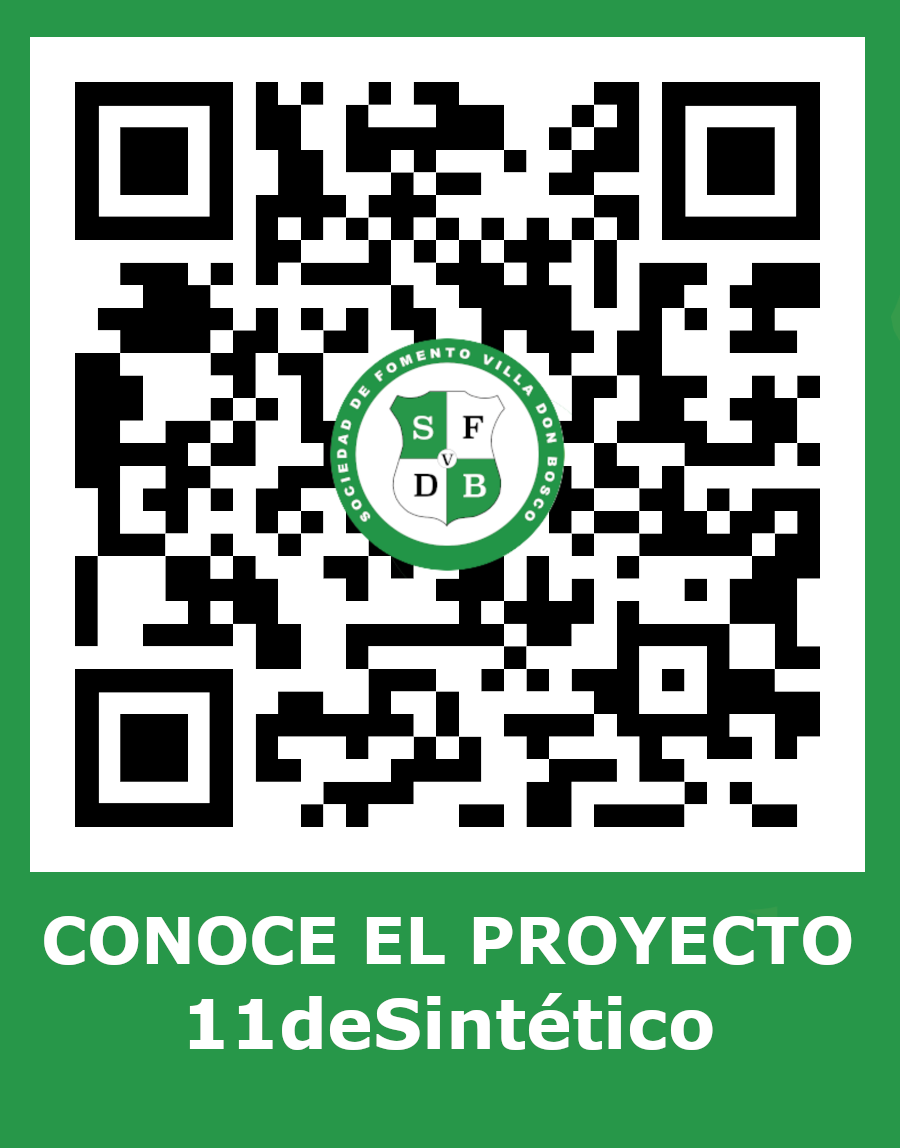 SOCIEDAD DE FOMENTO VILLA DON BOSCO
S F
V
D B
CONOCE EL PROYECTO
11deSintético